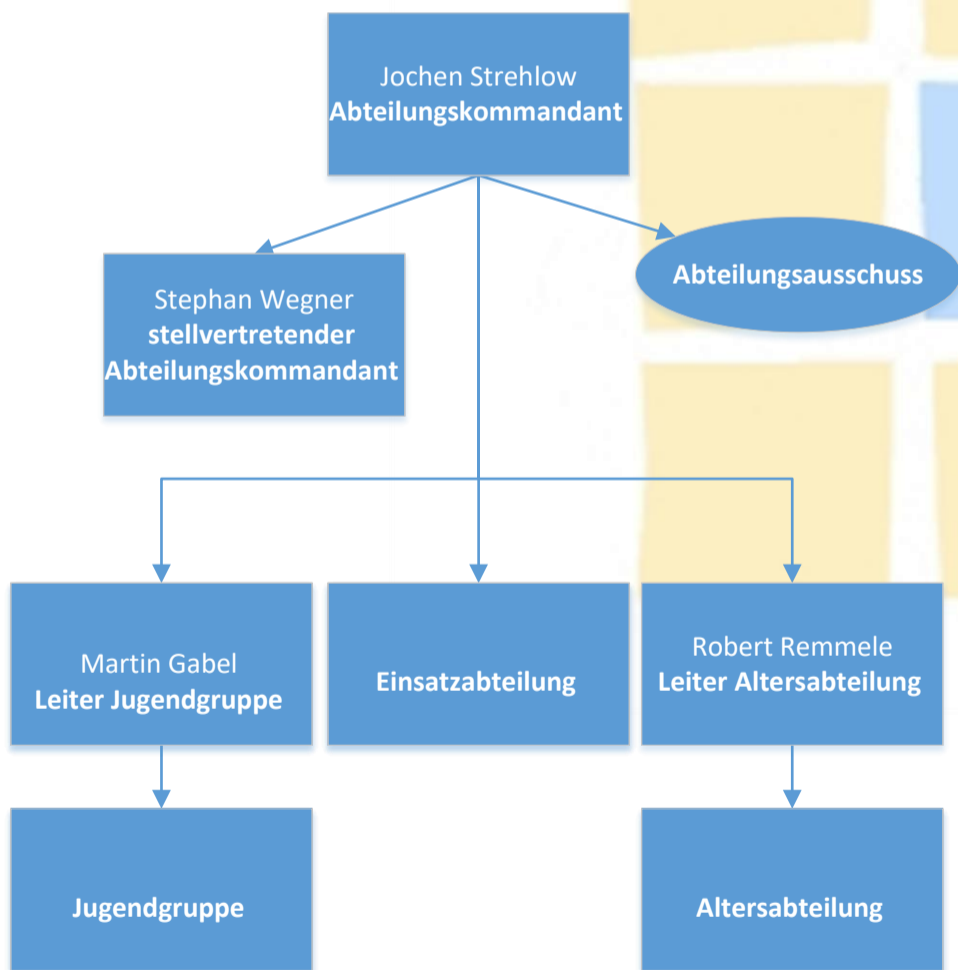 Jochen Strehlow
Abteilungskommandant
Stephan Wegner
stellvertretender
Abteilungskommandant
Abteilungsausschuss
Martin Gabel
Leiter Jugendgruppe
Einsatzabteilung
Robert Remmele
Leiter Altersabteilung
Jugendgruppe
Altersabteilung